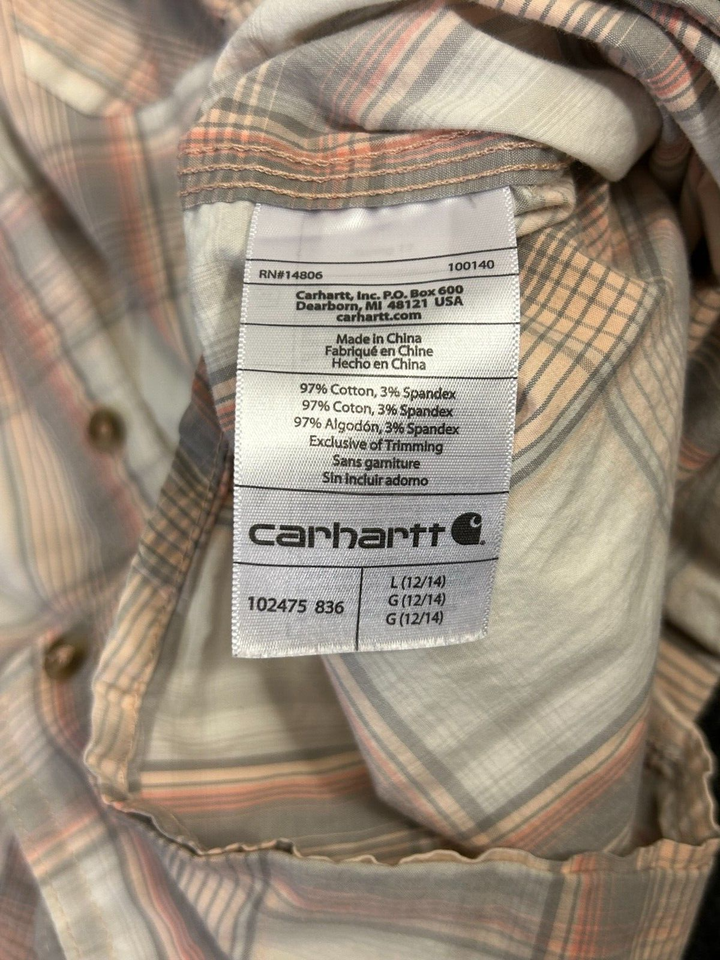 RN#14806 100140
Carhartt, Inc. P.O. Box 600
Dearborn, MI 48121 USA
carhartt.com
Made in China
Fabriqué en Chine
Hecho en China
97% Cotton, 3% Spandex
97% Coton, 3% Spandex
97% Algodón, 3% Spandex
Exclusive of Trimming
Sans garniture
Sin incluir adorno
carhartt
102475 836
L (12/14)
G (12/14)
G (12/14)